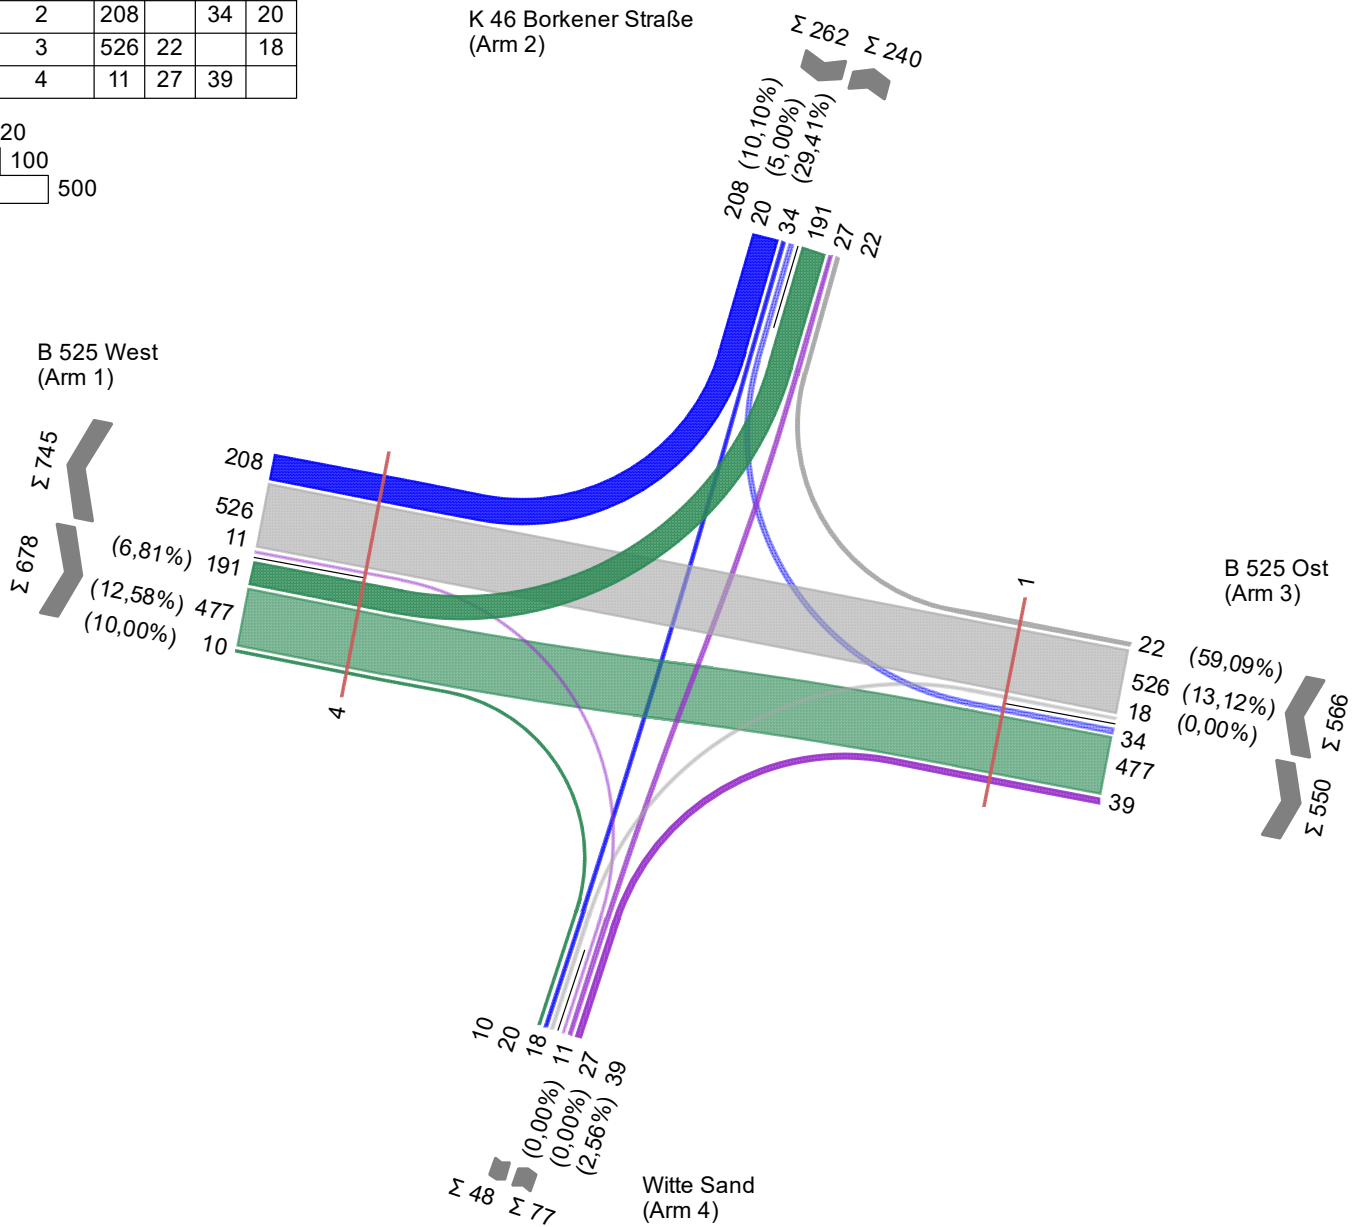 2 208 34 20
3 526 22 18
4 11 27 39
20
100
500
K 46 Borkener Straße
(Arm 2)
Σ 262
Σ 240
(10,10%)
(5,00%)
(29,41%)
208
20
34
191
27
22
B 525 West
(Arm 1)
Σ 745
Σ 678
208
526
11
(6,81%) 191
(12,58%) 477
(10,00%) 10
4
1
B 525 Ost
(Arm 3)
22 (59,09%)
526 (13,12%)
18 (0,00%)
34
477
39
Σ 566
Σ 550
10
20
18
11
27
39
(0,00%)
(0,00%)
(2,56%)
Σ 48
Σ 77
Witte Sand
(Arm 4)